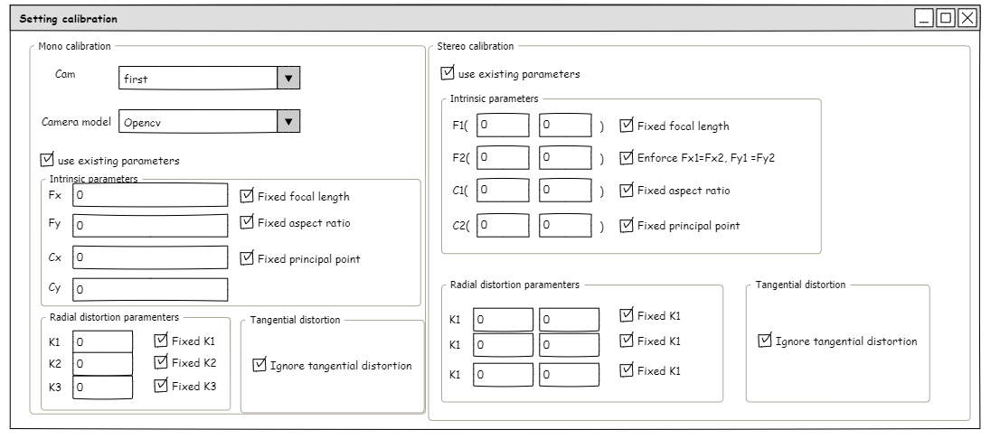 Setting calibration
Mono calibration
Cam
first
Camera model
Opencv
use existing parameters
Intrinsic parameters
Fx 0 Fixed focal length
Fy 0 Fixed aspect ratio
Cx 0 Fixed principal point
Cy 0
Radial distortion paramenters
K1 0 Fixed K1
K2 0 Fixed K2
K3 0 Fixed K3
Tangential distortion
Ignore tangential distortion
Stereo calibration
use existing parameters
Intrinsic parameters
F1( 0 0 ) Fixed focal length
F2( 0 0 ) Enforce Fx1=Fx2, Fy1 =Fy2
C1( 0 0 ) Fixed aspect ratio
C2( 0 0 ) Fixed principal point
Radial distortion paramenters
K1 0 0 Fixed K1
K1 0 0 Fixed K1
K1 0 0 Fixed K1
Tangential distortion
Ignore tangential distortion